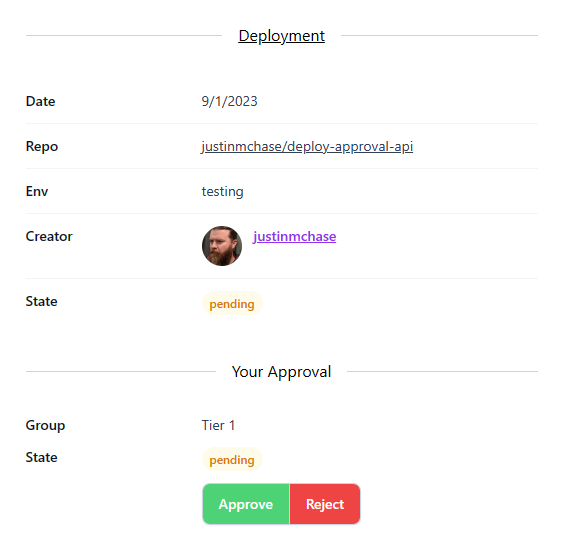 Deployment
Date 9/1/2023
Repo justinmchase/deploy-approval-api
Env testing
Creator justinmchase
State pending
Your Approval
Group Tier 1
State pending
Approve Reject